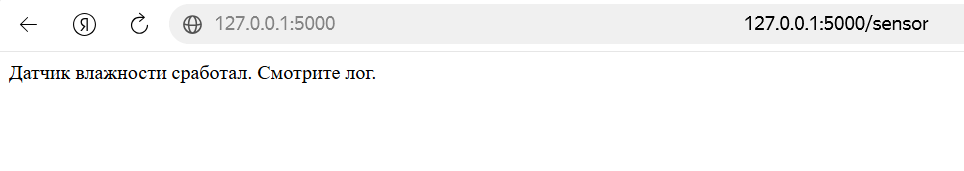 Я 127.0.0.1:5000 127.0.0.1:5000/sensor
Датчик влажности сработал. Смотрите лог.